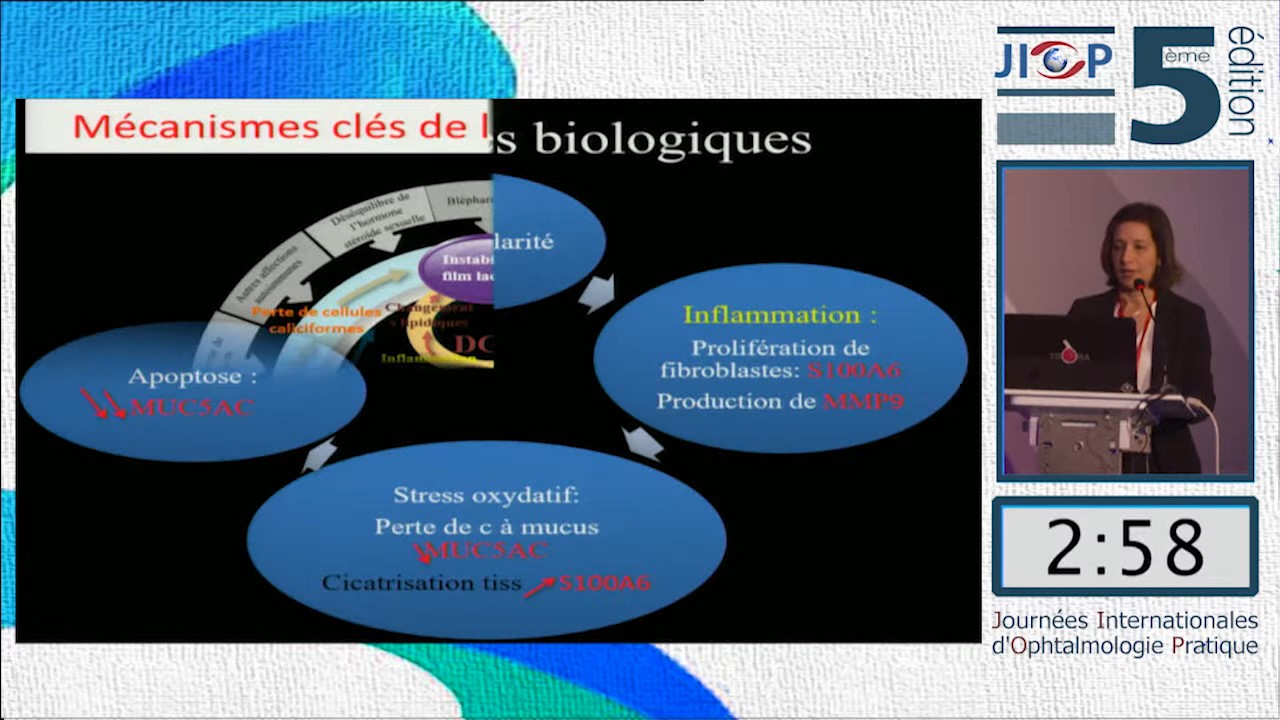 Mécanismes clés de l
s biologiques
Déséquilibre de
l'hormone
stéroïde sexuelle
Autres affections
autoimmunes
larité
film
Perte de cellules
caliciformes
Inflammation :
Prolifération de
fibroblastes: S100A6
Production de MMP9
Apoptose :
MUC5AC
Stress oxydatif:
Perte de c à mucus
MUC5AC
Cicatrisation tiss S100A6
JIOP
5
ème
édition
2:58
Journées Internationales
d'Ophtalmologie Pratique